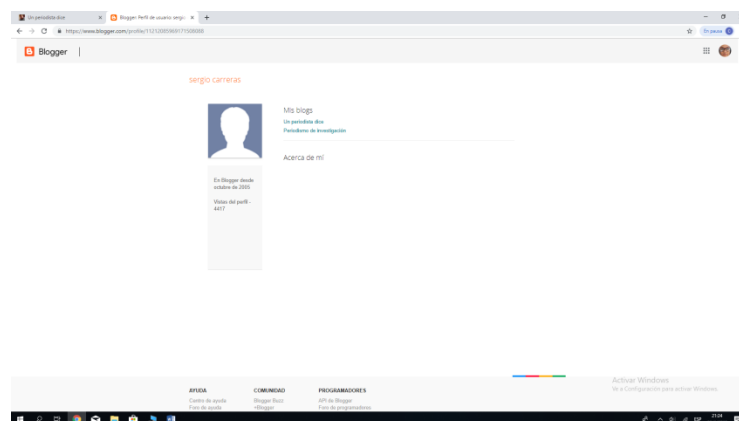 Un periodista dice
Blogger: Perfil de usuario: sergio
https://www.blogger.com/profile/
En pausa
Blogger
sergio carreras
Mis blogs
Un periodista dice
Periodismo de investigación
Acerca de mí
En Blogger desde
octubre de 2005
Vistas del perfil -
4417
Activar Windows
Ve a Configuración para activar Windows.
AYUDA COMUNIDAD PROGRAMADORES
Centro de ayuda Blogger Buzz API de Blogger
Foro de ayuda +Blogger Foro de programadores
ESP 21:24